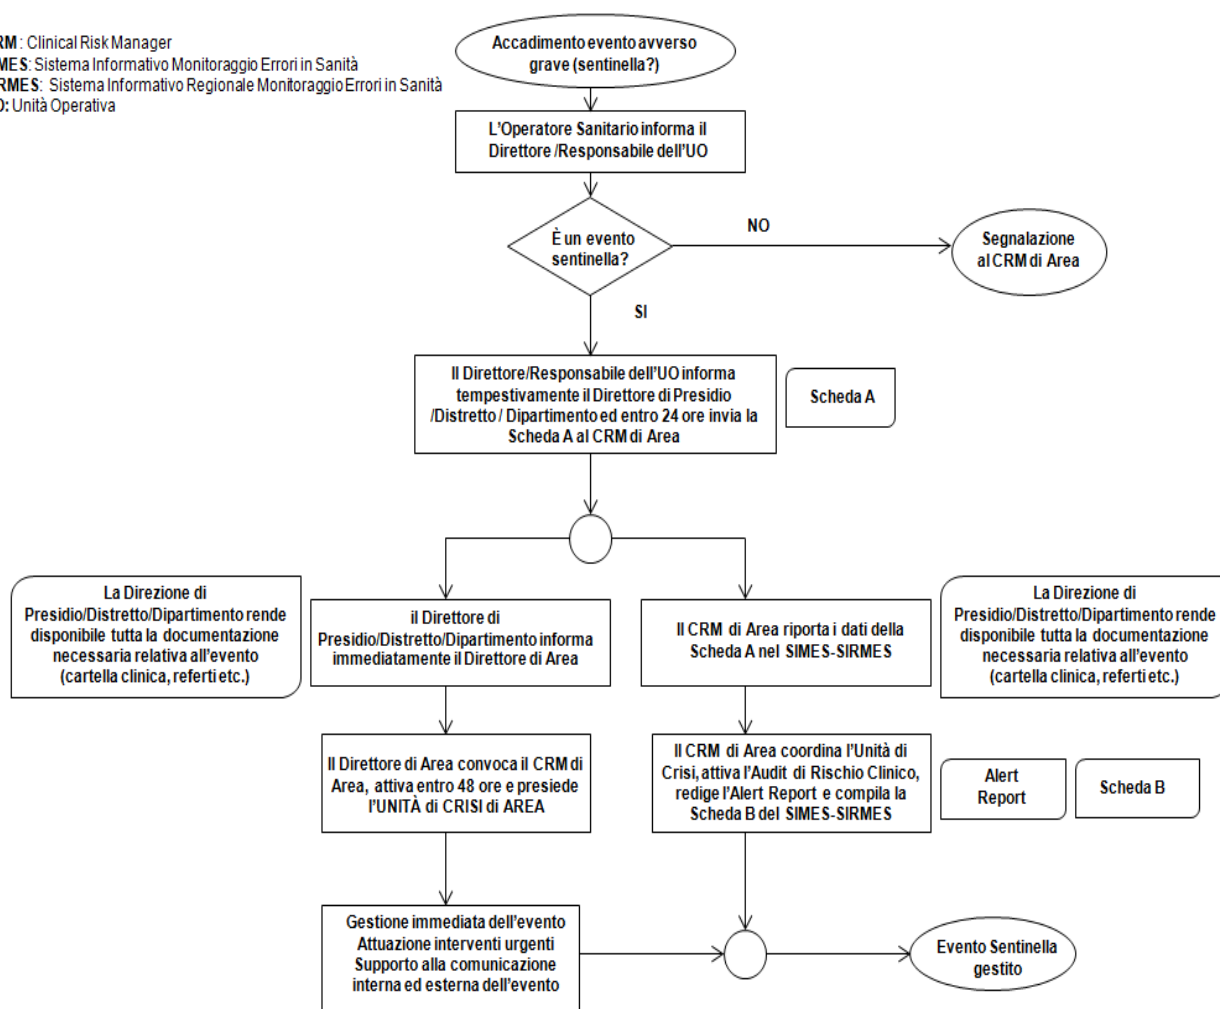 RM : Clinical Risk Manager
MES: Sistema Informativo Monitoraggio Errori in Sanità
RMES: Sistema Informativo Regionale Monitoraggio Errori in Sanità
O: Unità Operativa
Accadimento evento avverso
grave (sentinella?)
L'Operatore Sanitario informa il
Direttore /Responsabile dell'UO
È un evento
sentinella?
NO
Segnalazione
al CRM di Area
SI
Il Direttore/Responsabile dell'UO informa
tempestivamente il Direttore di Presidio
/Distretto / Dipartimento ed entro 24 ore invia la
Scheda A al CRM di Area
Scheda A
La Direzione di
Presidio/Distretto/Dipartimento rende
disponibile tutta la documentazione
necessaria relativa all'evento
(cartella clinica, referti etc.)
il Direttore di
Presidio/Distretto/Dipartimento informa
immediatamente il Direttore di Area
Il CRM di Area riporta i dati della
Scheda A nel SIMES-SIRMES
La Direzione di
Presidio/Distretto/Dipartimento rende
disponibile tutta la documentazione
necessaria relativa all'evento
(cartella clinica, referti etc.)
Il Direttore di Area convoca il CRM di
Area, attiva entro 48 ore e presiede
l'UNITÀ di CRISI di AREA
Il CRM di Area coordina l'Unità di
Crisi, attiva l'Audit di Rischio Clinico,
redige l'Alert Report e compila la
Scheda B del SIMES-SIRMES
Alert
Report
Scheda B
Gestione immediata dell'evento
Attuazione interventi urgenti
Supporto alla comunicazione
interna ed esterna dell'evento
Evento Sentinella
gestito